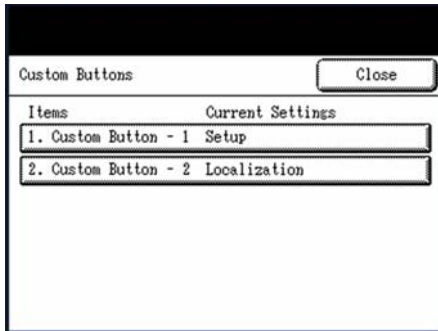 Custom Buttons Close
Items Current Settings
1. Custom Button - 1 Setup
2. Custom Button - 2 Localization